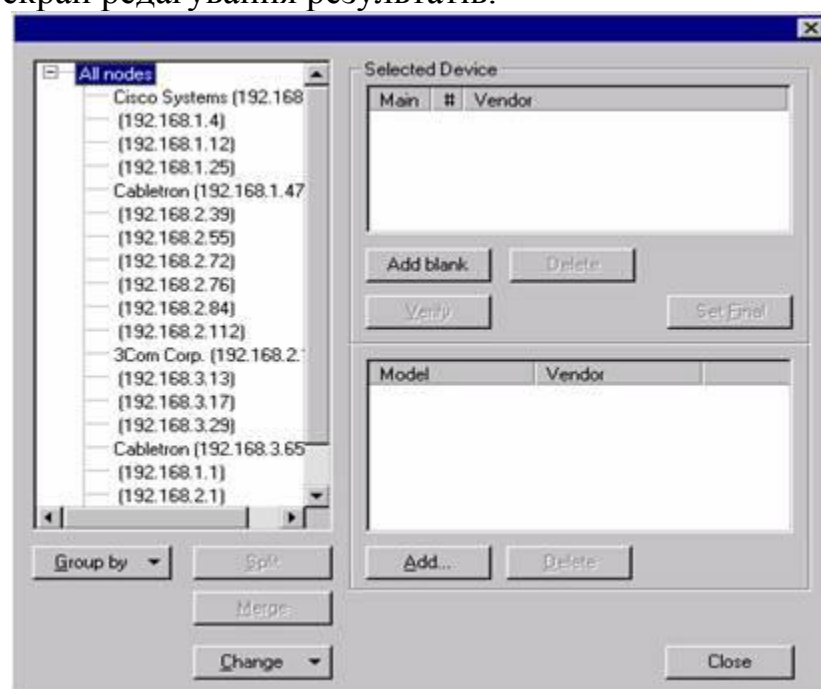 екран редагування результатів.
All nodes
Cisco Systems (192.168
(192.168.1.4)
(192.168.1.12)
(192.168.1.25)
Cabletron (192.168.1.47
(192.168.2.39)
(192.168.2.55)
(192.168.2.72)
(192.168.2.76)
(192.168.2.84)
(192.168.2.112)
3Com Corp. (192.168.2.
(192.168.3.13)
(192.168.3.17)
(192.168.3.29)
Cabletron (192.168.3.65
(192.168.1.1)
(192.168.2.1)
Group by
Split
Merge
Change
Selected Device
Main # Vendor
Add blank Delete
Verify Set Final
Model Vendor
Add... Delete
Close